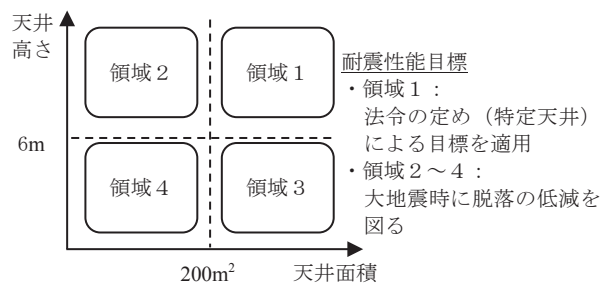 天井
高さ
領域２
領域１
6m
領域４
領域３
200m²
天井面積
耐震性能目標
・領域１：
法令の定め（特定天井）
による目標を適用
・領域２～４：
大地震時に脱落の低減を
図る